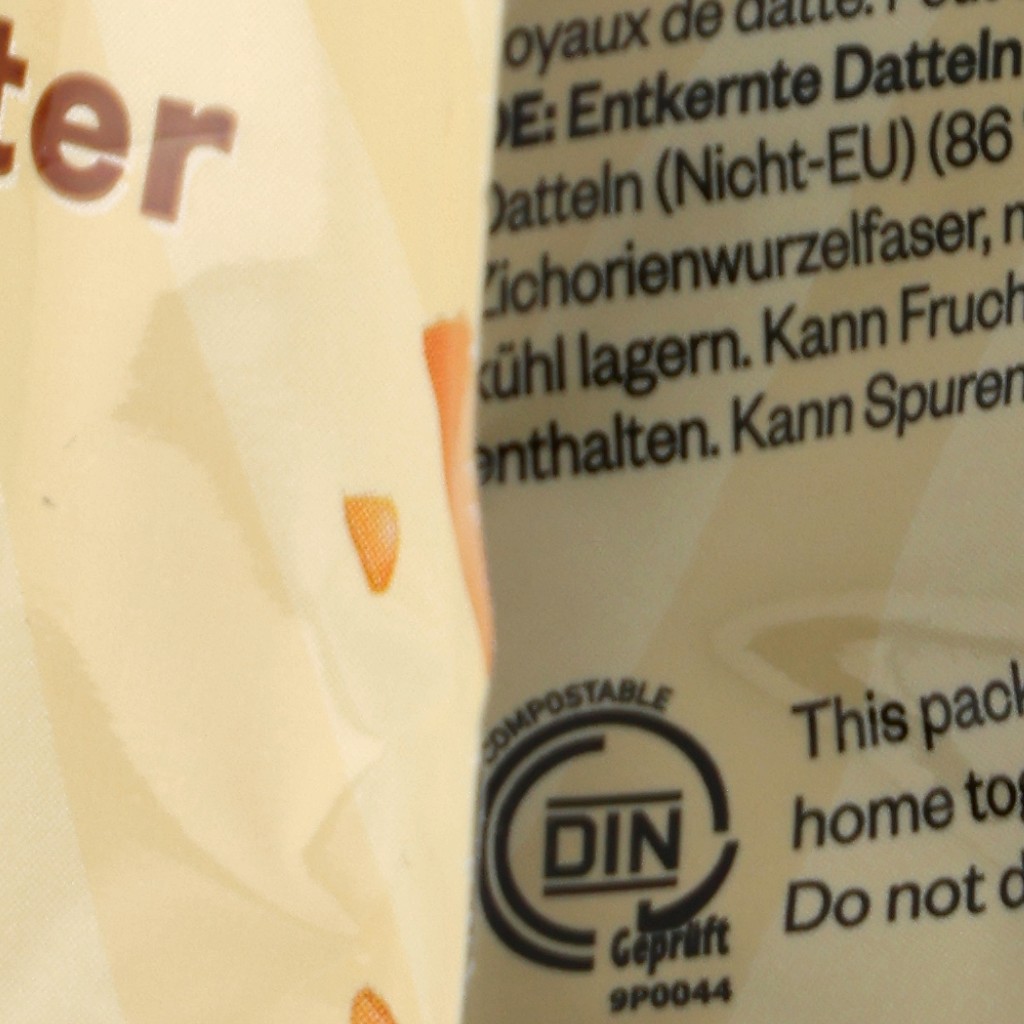 ter
oyaux de datte.
DE: Entkernte Datteln
Datteln (Nicht-EU) (86
Zichorienwurzelfaser,
kühl lagern. Kann Fruch
enthalten. Kann Spuren
COMPOSTABLE
DIN
Geprüft
9P0044
This pack
home tog
Do not d